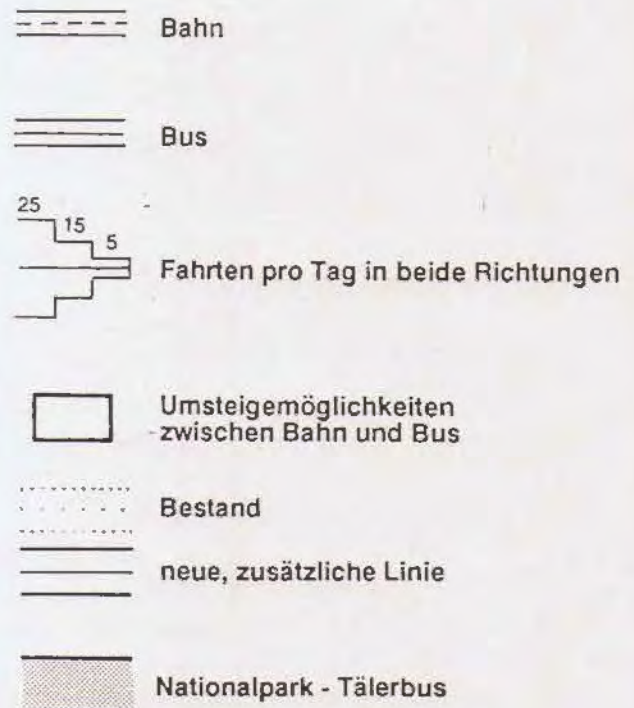 Bahn
Bus
25
15
5
Fahrten pro Tag in beide Richtungen
Umsteigemöglichkeiten
zwischen Bahn und Bus
Bestand
neue, zusätzliche Linie
Nationalpark - Tälerbus